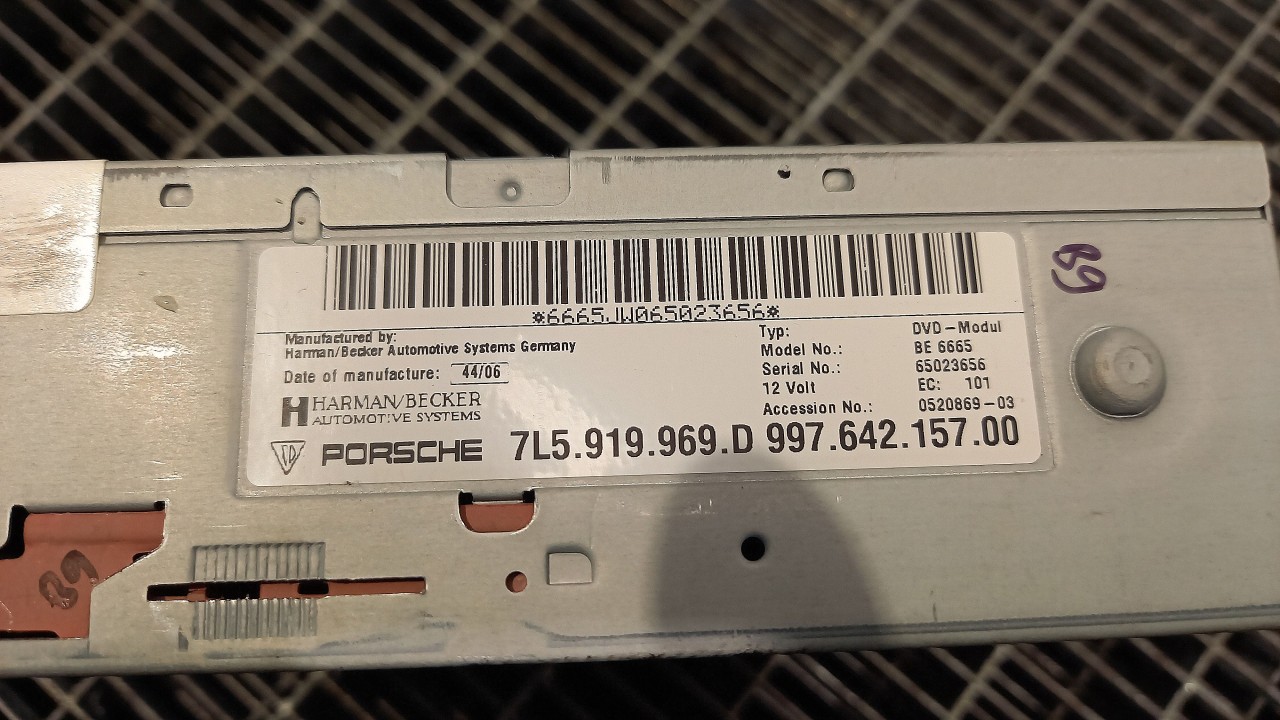 *6665JW065023656*
Manufactured by:
Harman/Becker Automotive Systems Germany
Date of manufacture: 44/06
H HARMAN/BECKER
AUTOMOTIVE SYSTEMS
Typ: DVD-Modul
Model No.: BE 6665
Serial No.: 65023656
12 Volt EC: 101
Accession No.: 0520869-03
PORSCHE 7L5.919.969.D 997.642.157.00